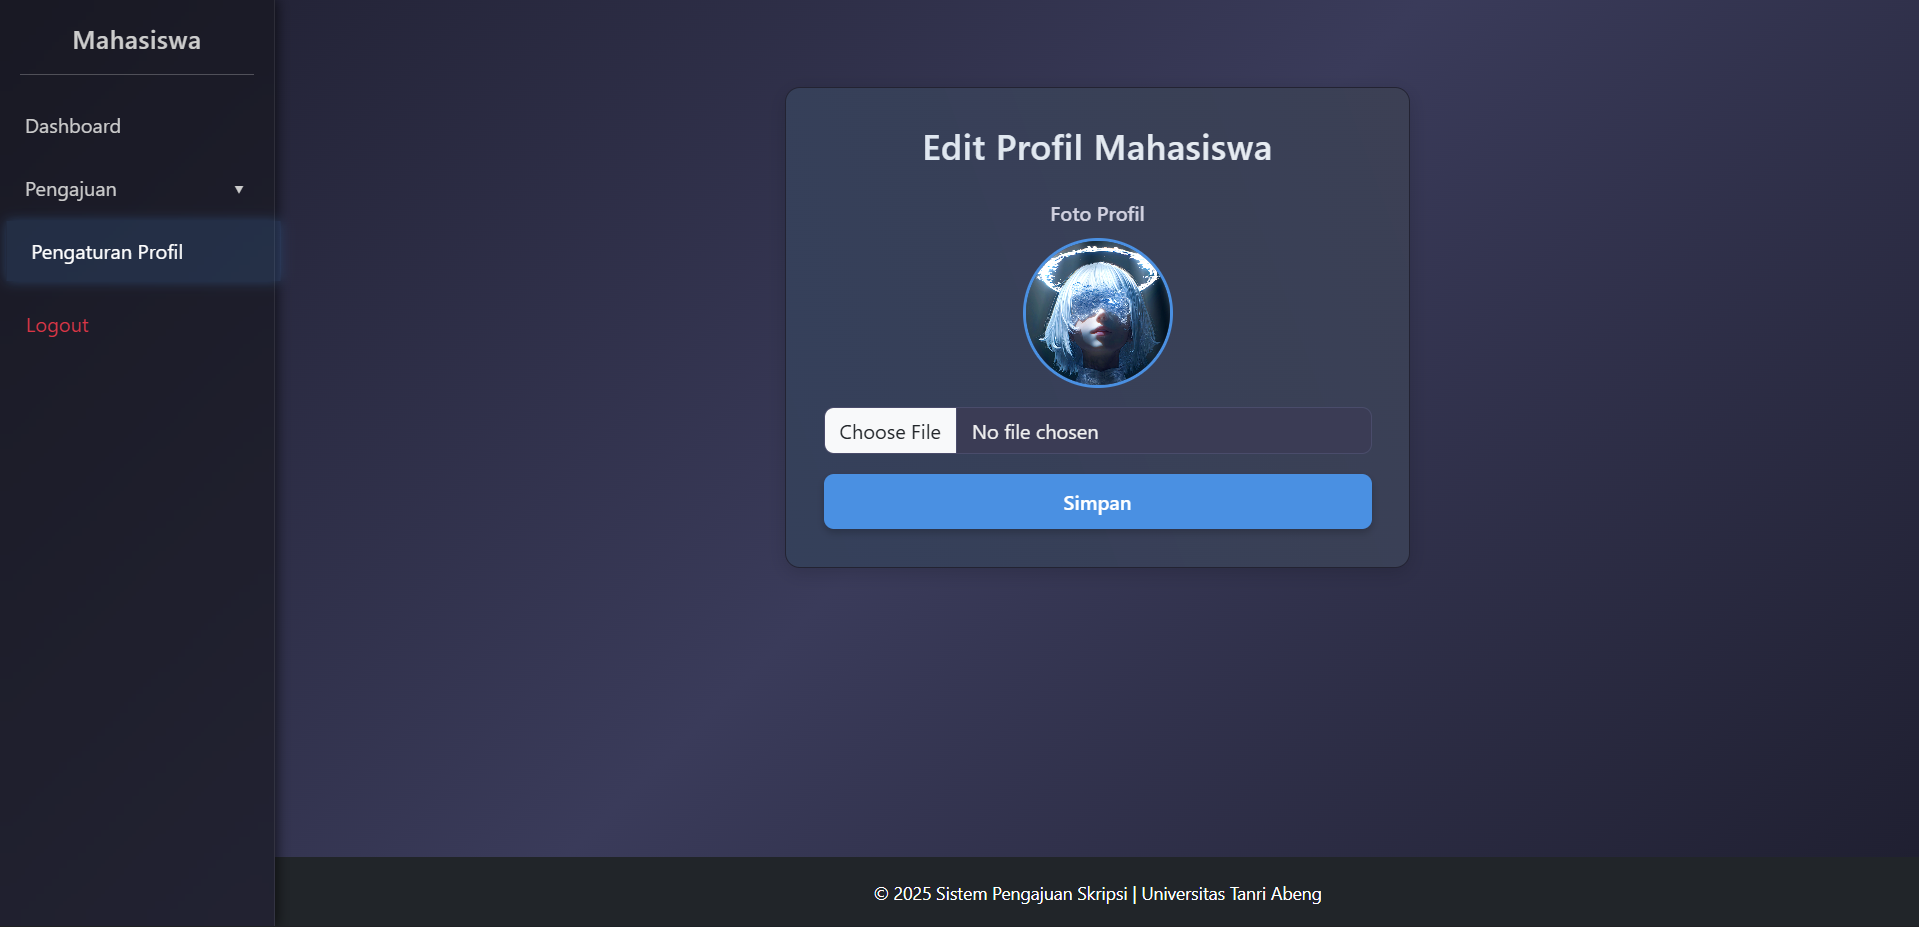 Mahasiswa
Dashboard
Pengajuan ▼
Pengaturan Profil
Logout
Edit Profil Mahasiswa
Foto Profil
Choose File No file chosen
Simpan
© 2025 Sistem Pengajuan Skripsi | Universitas Tanri Abeng